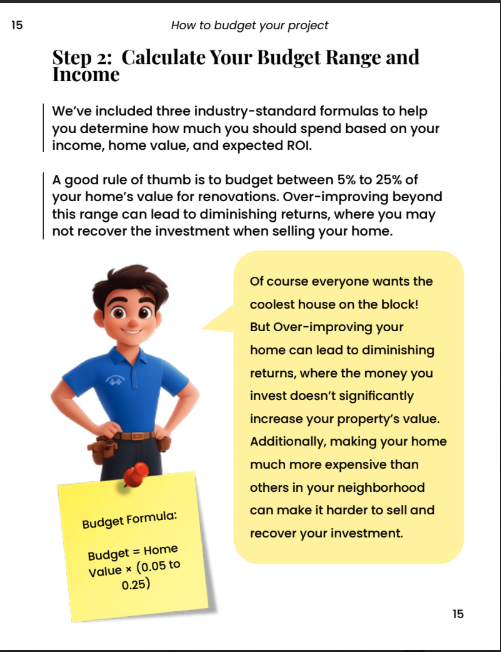 15
How to budget your project
Step 2: Calculate Your Budget Range and
Income
We’ve included three industry-standard formulas to help
you determine how much you should spend based on your
income, home value, and expected ROI.
A good rule of thumb is to budget between 5% to 25% of
your home’s value for renovations. Over-improving beyond
this range can lead to diminishing returns, where you may
not recover the investment when selling your home.
Of course everyone wants the
coolest house on the block!
But Over-improving your
home can lead to diminishing
returns, where the money you
invest doesn’t significantly
increase your property’s value.
Additionally, making your home
much more expensive than
others in your neighborhood
can make it harder to sell and
recover your investment.
Budget Formula:
Budget = Home
Value × (0.05 to
0.25)
15